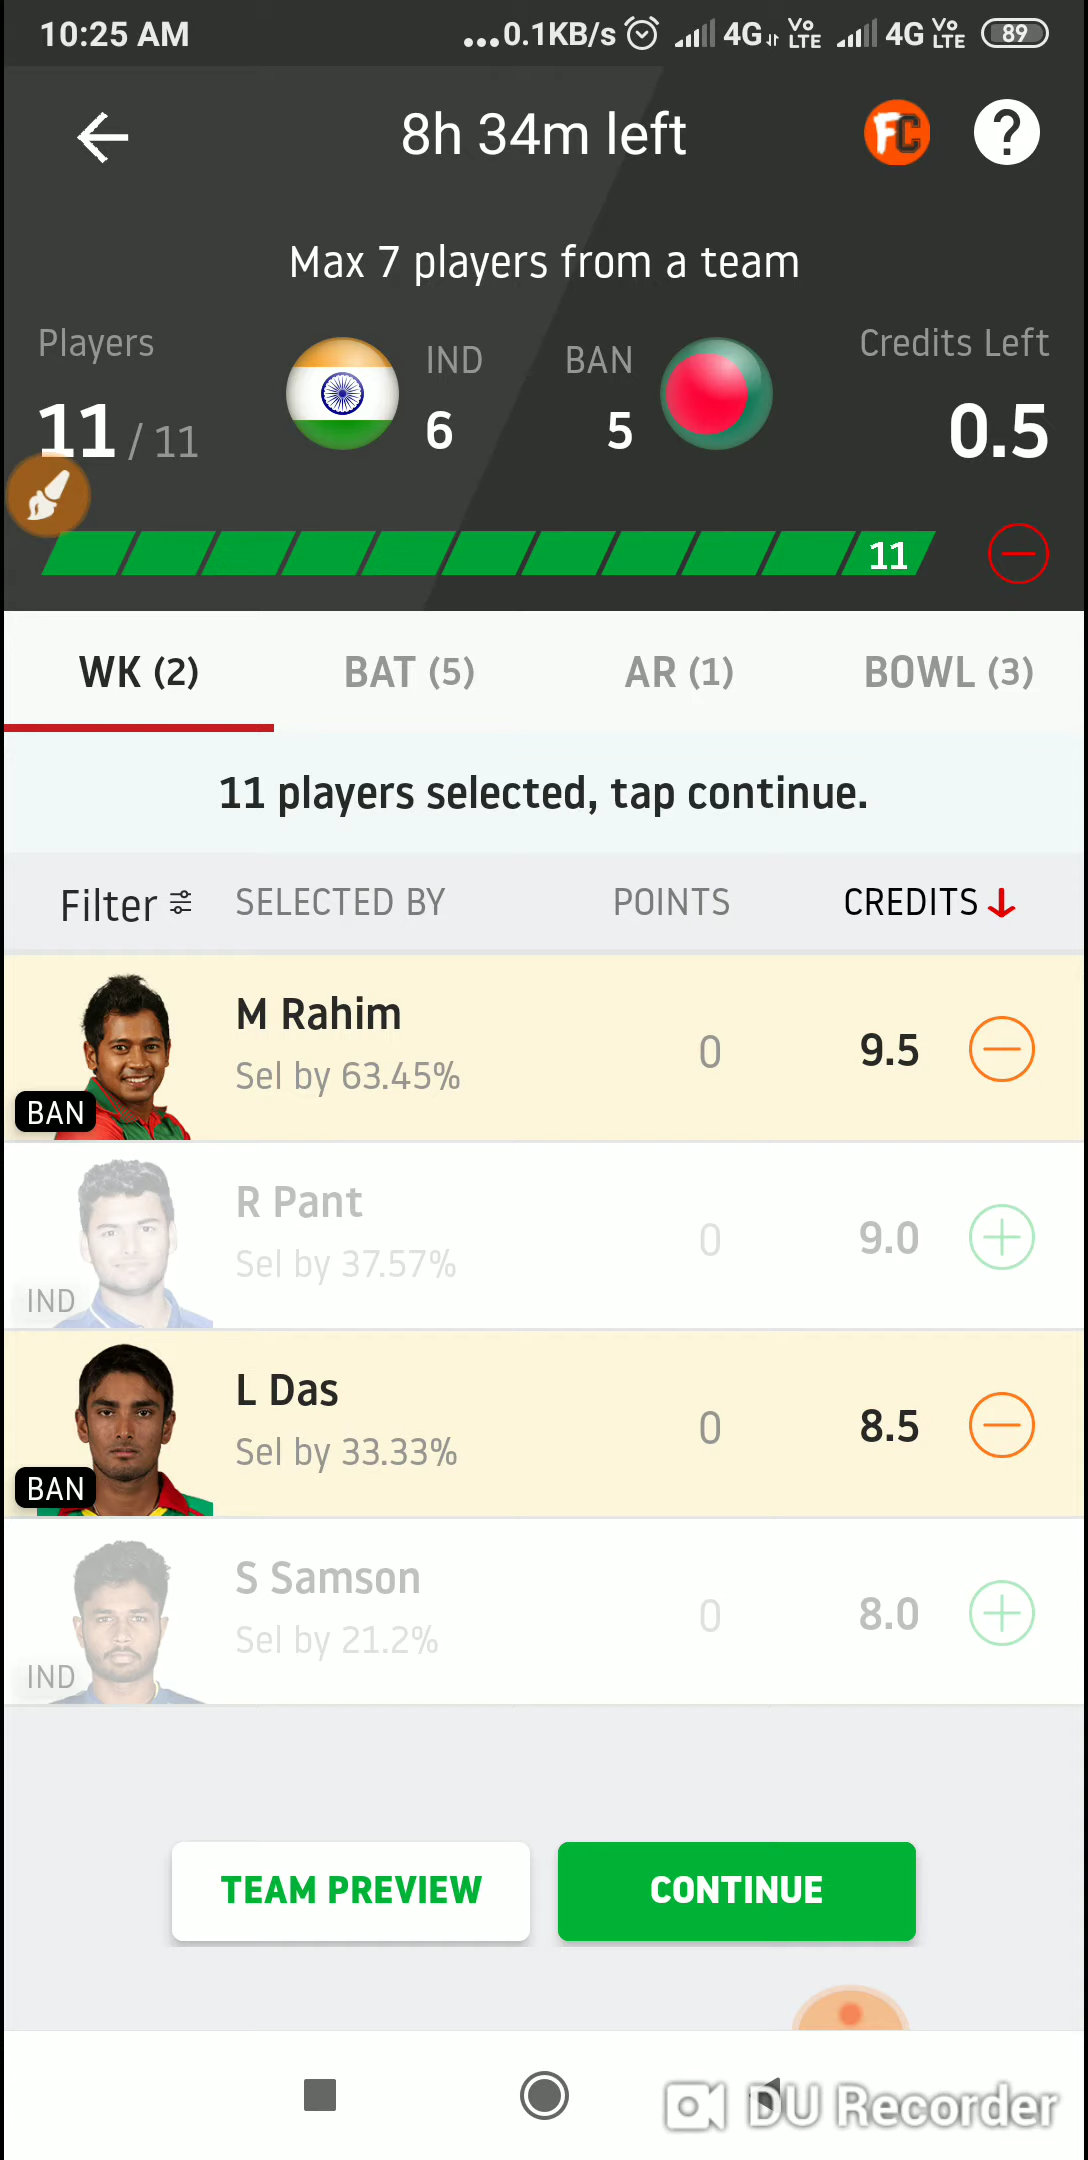 10:25 AM ...0.1KB/s 4G Vo LTE 4G Vo LTE 89
8h 34m left FC ?
Max 7 players from a team
Players IND BAN Credits Left
11 / 11 6 5 0.5
11
WK (2) BAT (5) AR (1) BOWL (3)
11 players selected, tap continue.
Filter SELECTED BY POINTS CREDITS
M Rahim
Sel by 63.45% 0 9.5
BAN
R Pant
Sel by 37.57% 0 9.0
IND
L Das
Sel by 33.33% 0 8.5
BAN
S Samson
Sel by 21.2% 0 8.0
IND
TEAM PREVIEW CONTINUE
DU Recorder